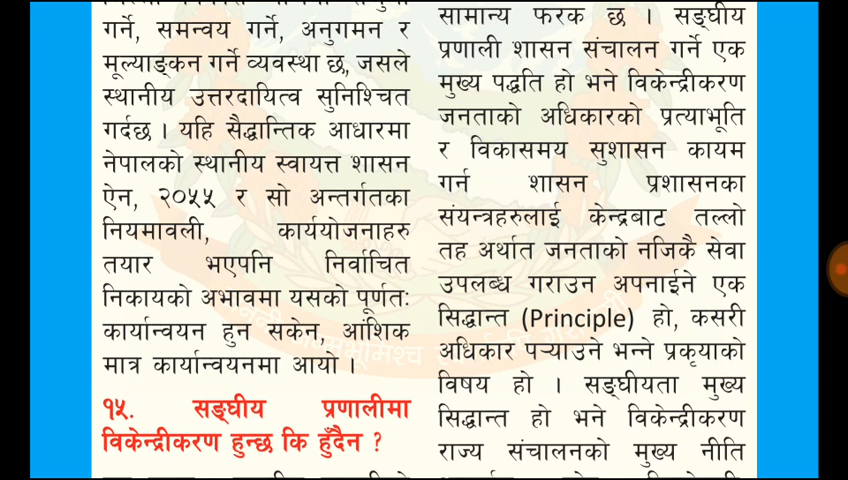 गर्ने, समन्वय गर्ने, अनुगमन र
मूल्याङ्कन गर्ने व्यवस्था छ, जसले
स्थानीय उत्तरदायित्व सुनिश्चित
गर्दछ । यहि सैद्धान्तिक आधारमा
नेपालको स्थानीय स्वायत्त शासन
ऐन, २०५५ र सो अन्तर्गतका
नियमावली, कार्ययोजनाहरु
तयार भएपनि निर्वाचित
निकायको अभावमा यसको पूर्णत:
कार्यान्वयन हुन सकेन, आंशिक
मात्र कार्यान्वयनमा आयो ।
१५. सङ्घीय प्रणालीमा
विकेन्द्रीकरण हुन्छ कि हुँदैन ?
सामान्य फरक छ । सङ्घीय
प्रणाली शासन संचालन गर्ने एक
मुख्य पद्धति हो भने विकेन्द्रीकरण
जनताको अधिकारको प्रत्याभूति
र विकासमय सुशासन कायम
गर्न शासन प्रशासनका
संयन्त्रहरुलाई केन्द्रबाट तल्लो
तह अर्थात जनताको नजिकै सेवा
उपलब्ध गराउन अपनाईने एक
सिद्धान्त (Principle) हो, कसरी
अधिकार पऱ्याउने भन्ने प्रकृयाको
विषय हो । सङ्घीयता मुख्य
सिद्धान्त हो भने विकेन्द्रीकरण
राज्य संचालनको मुख्य नीति